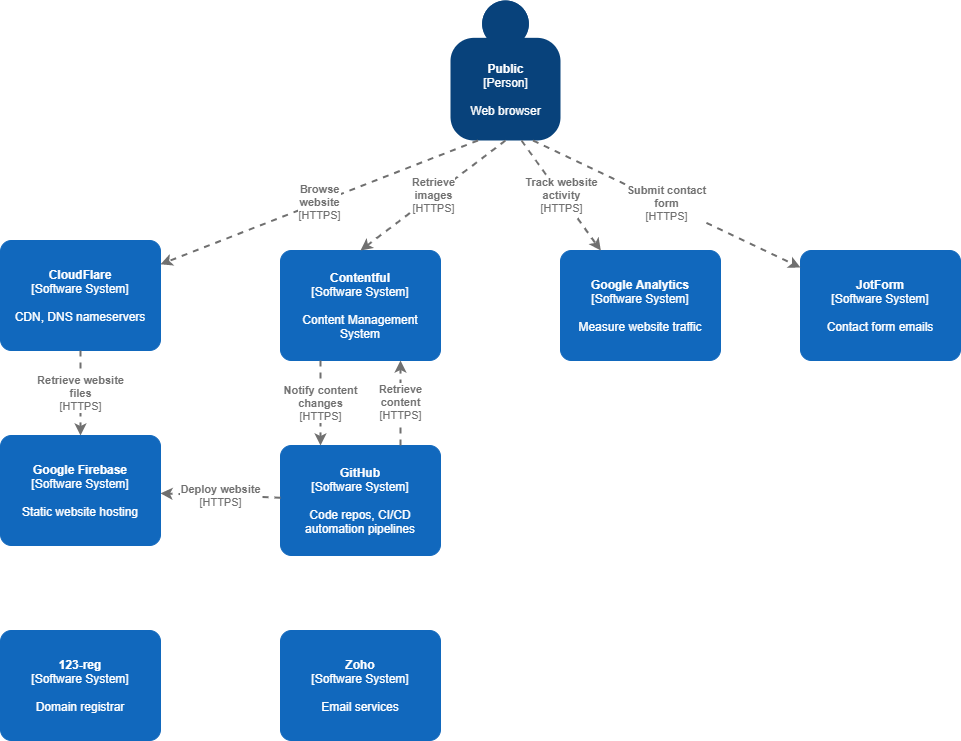 Public
[Person]
Web browser
Browse
website
[HTTPS]
Retrieve
images
[HTTPS]
Track website
activity
[HTTPS]
Submit contact
form
[HTTPS]
CloudFlare
[Software System]
CDN, DNS nameservers
Contentful
[Software System]
Content Management
System
Google Analytics
[Software System]
Measure website traffic
JotForm
[Software System]
Contact form emails
Retrieve website
files
[HTTPS]
Notify content
changes
[HTTPS]
Retrieve
content
[HTTPS]
Google Firebase
[Software System]
Static website hosting
Deploy website
[HTTPS]
GitHub
[Software System]
Code repos, CI/CD
automation pipelines
123-reg
[Software System]
Domain registrar
Zoho
[Software System]
Email services